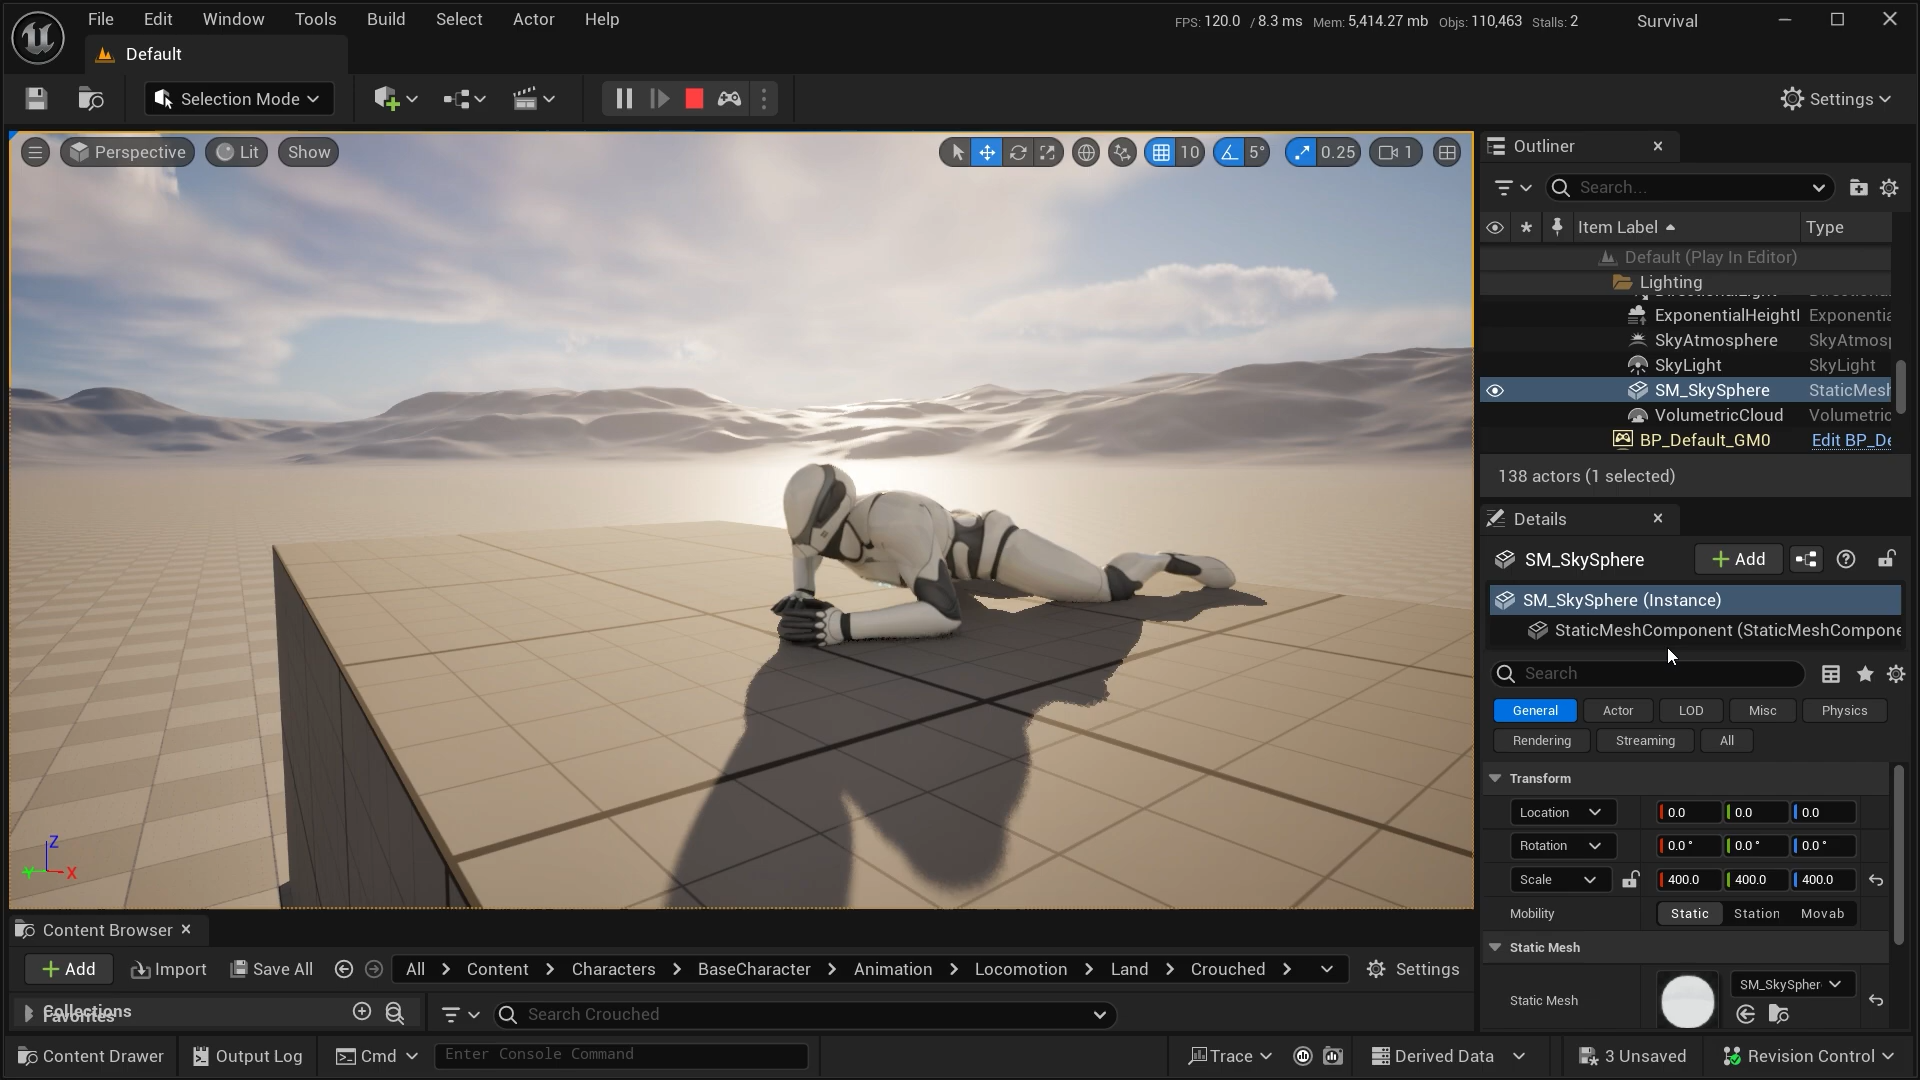 File Edit Window Tools Build Select Actor Help
FPS: 120.0 / 8.3 ms Mem: 5,414.27 mb Objs: 110,463 Stalls: 2 Survival
Default
Selection Mode
Settings
Perspective Lit Show
10 5° 0.25 1
Outliner
Search...
Item Label Type
Default (Play In Editor)
Lighting
ExponentialHeightI Exponentia
SkyAtmosphere SkyAtmosp
SkyLight SkyLight
SM_SkySphere StaticMesh
VolumetricCloud Volumetric
BP_Default_GM0 Edit BP_De
138 actors (1 selected)
Details
SM_SkySphere Add
SM_SkySphere (Instance)
StaticMeshComponent (StaticMeshCompone
Search
General Actor LOD Misc Physics
Rendering Streaming All
Transform
Location 0.0 0.0 0.0
Rotation 0.0° 0.0° 0.0°
Scale 400.0 400.0 400.0
Mobility Static Station Movab
Static Mesh
Static Mesh SM_SkySpher
Z
Y X
Content Browser
Add Import Save All All Content Characters BaseCharacter Animation Locomotion Land Crouched Settings
Collections
Favorites
Search Crouched
Content Drawer Output Log Cmd Enter Console Command Trace Derived Data 3 Unsaved Revision Control